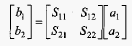 [b₁] = [S₁₁ S₁₂] [a₁]
[b₂] [S₂₁ S₂₂] [a₂]